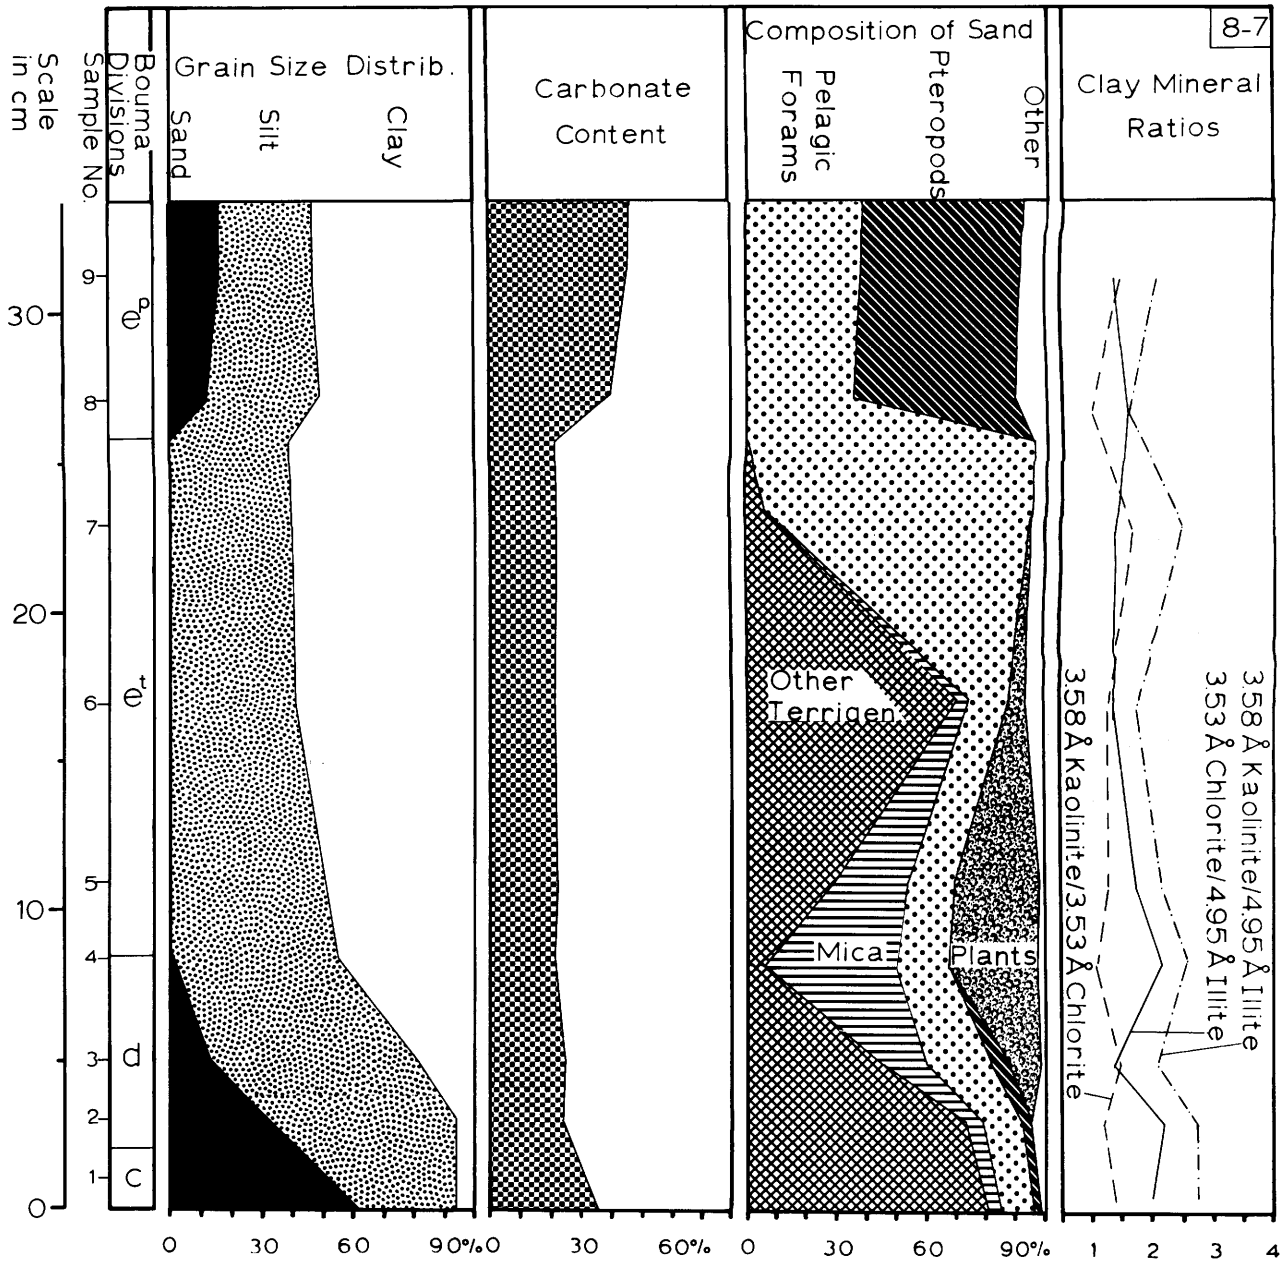 8-7
Scale
in cm
Sample No.
Bouma
Divisions
Grain Size Distrib.
Sand
Silt
Clay
Carbonate
Content
Composition of Sand
Pelagic
Forams
Pteropods
Other
Clay Mineral
Ratios
30
20
10
0
9
8
7
6
5
4
3
2
1
e p
e t
d
c
Other
Terrigen.
Mica
Plants
3.58 Å Kaolinite/3.53 Å Chlorite
3.53 Å Chlorite/4.95 Å Illite
3.58 Å Kaolinite/4.95 Å Illite
0 30 60 90%
0 30 60%
0 30 60 90%
1 2 3 4